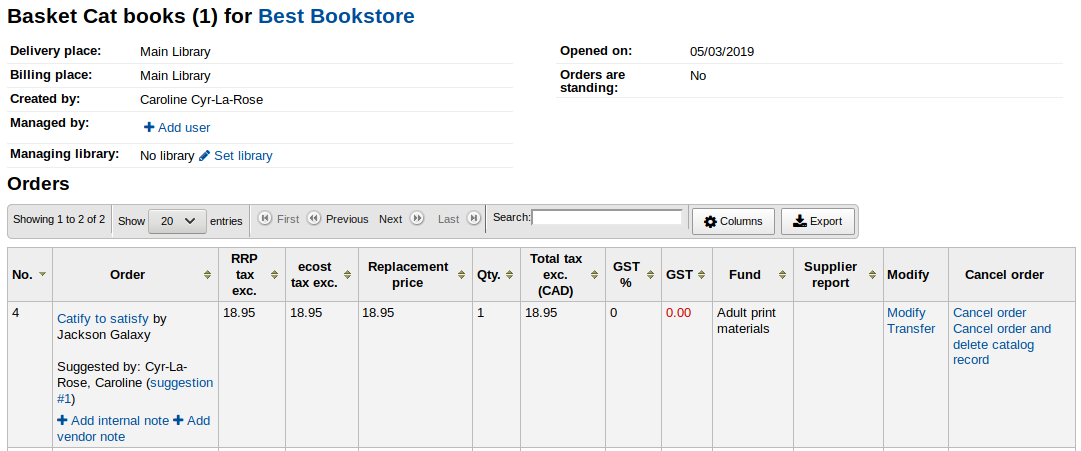 Basket Cat books (1) for Best Bookstore
Delivery place: Main Library
Billing place: Main Library
Created by: Caroline Cyr-La-Rose
Managed by: Add user
Managing library: No library Set library
Opened on: 05/03/2019
Orders are
standing: No
Orders
Showing 1 to 2 of 2 Show 20 entries First Previous Next Last Search: Columns Export
No. Order RRP tax exc. ecost tax exc. Replacement price Qty. Total tax exc. (CAD) GST % GST Fund Supplier report Modify Cancel order
4
Catify to satisfy by
Jackson Galaxy
Suggested by: Cyr-La-
Rose, Caroline (suggestion
#1)
Add internal note Add
vendor note
18.95
18.95
18.95
1
18.95
0
0.00
Adult print
materials
Modify
Transfer
Cancel order
Cancel order and
delete catalog
record